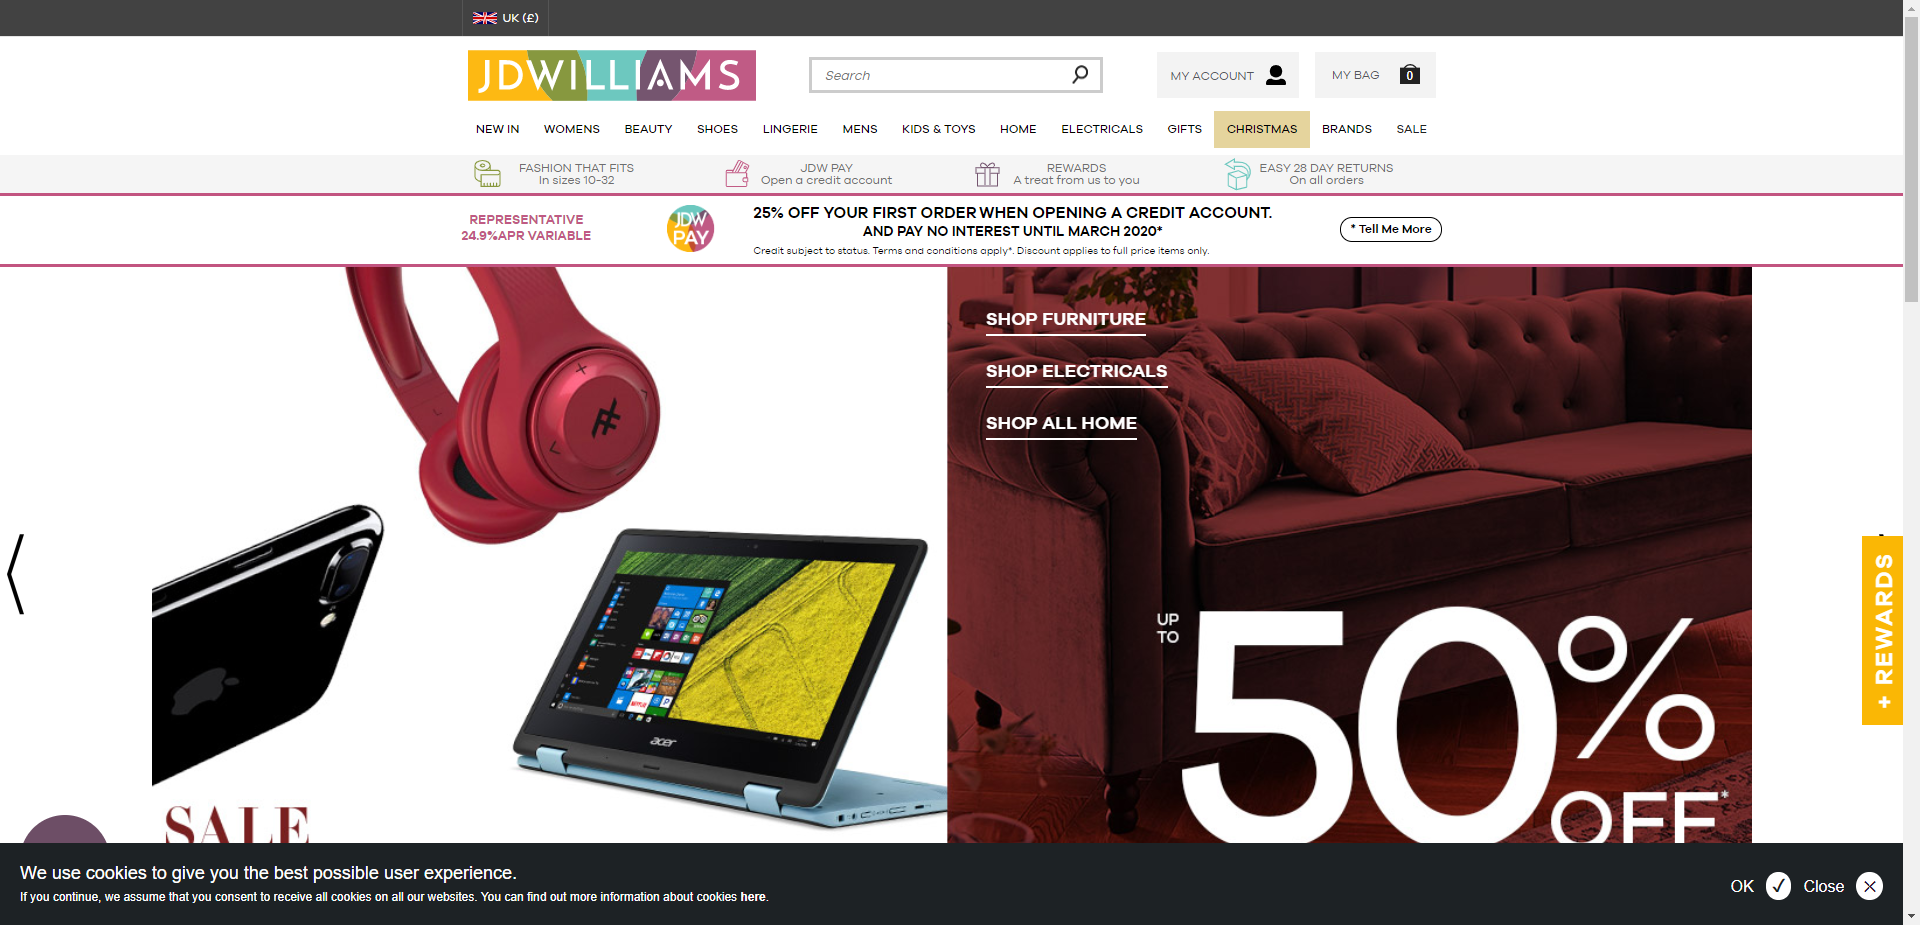 UK (£)
JDWILLIAMS
Search
MY ACCOUNT
MY BAG
0
NEW IN
WOMENS
BEAUTY
SHOES
LINGERIE
MENS
KIDS & TOYS
HOME
ELECTRICALS
GIFTS
CHRISTMAS
BRANDS
SALE
FASHION THAT FITS
In sizes 10-32
JDW PAY
Open a credit account
REWARDS
A treat from us to you
EASY 28 DAY RETURNS
On all orders
REPRESENTATIVE
24.9%APR VARIABLE
JDW
PAY
25% OFF YOUR FIRST ORDER WHEN OPENING A CREDIT ACCOUNT.
AND PAY NO INTEREST UNTIL MARCH 2020*
Credit subject to status. Terms and conditions apply*. Discount applies to full price items only.
* Tell Me More
SHOP FURNITURE
SHOP ELECTRICALS
SHOP ALL HOME
UP
TO
50%
OFF*
acer
SALE
+ REWARDS
We use cookies to give you the best possible user experience.
If you continue, we assume that you consent to receive all cookies on all our websites. You can find out more information about cookies here.
OK
Close